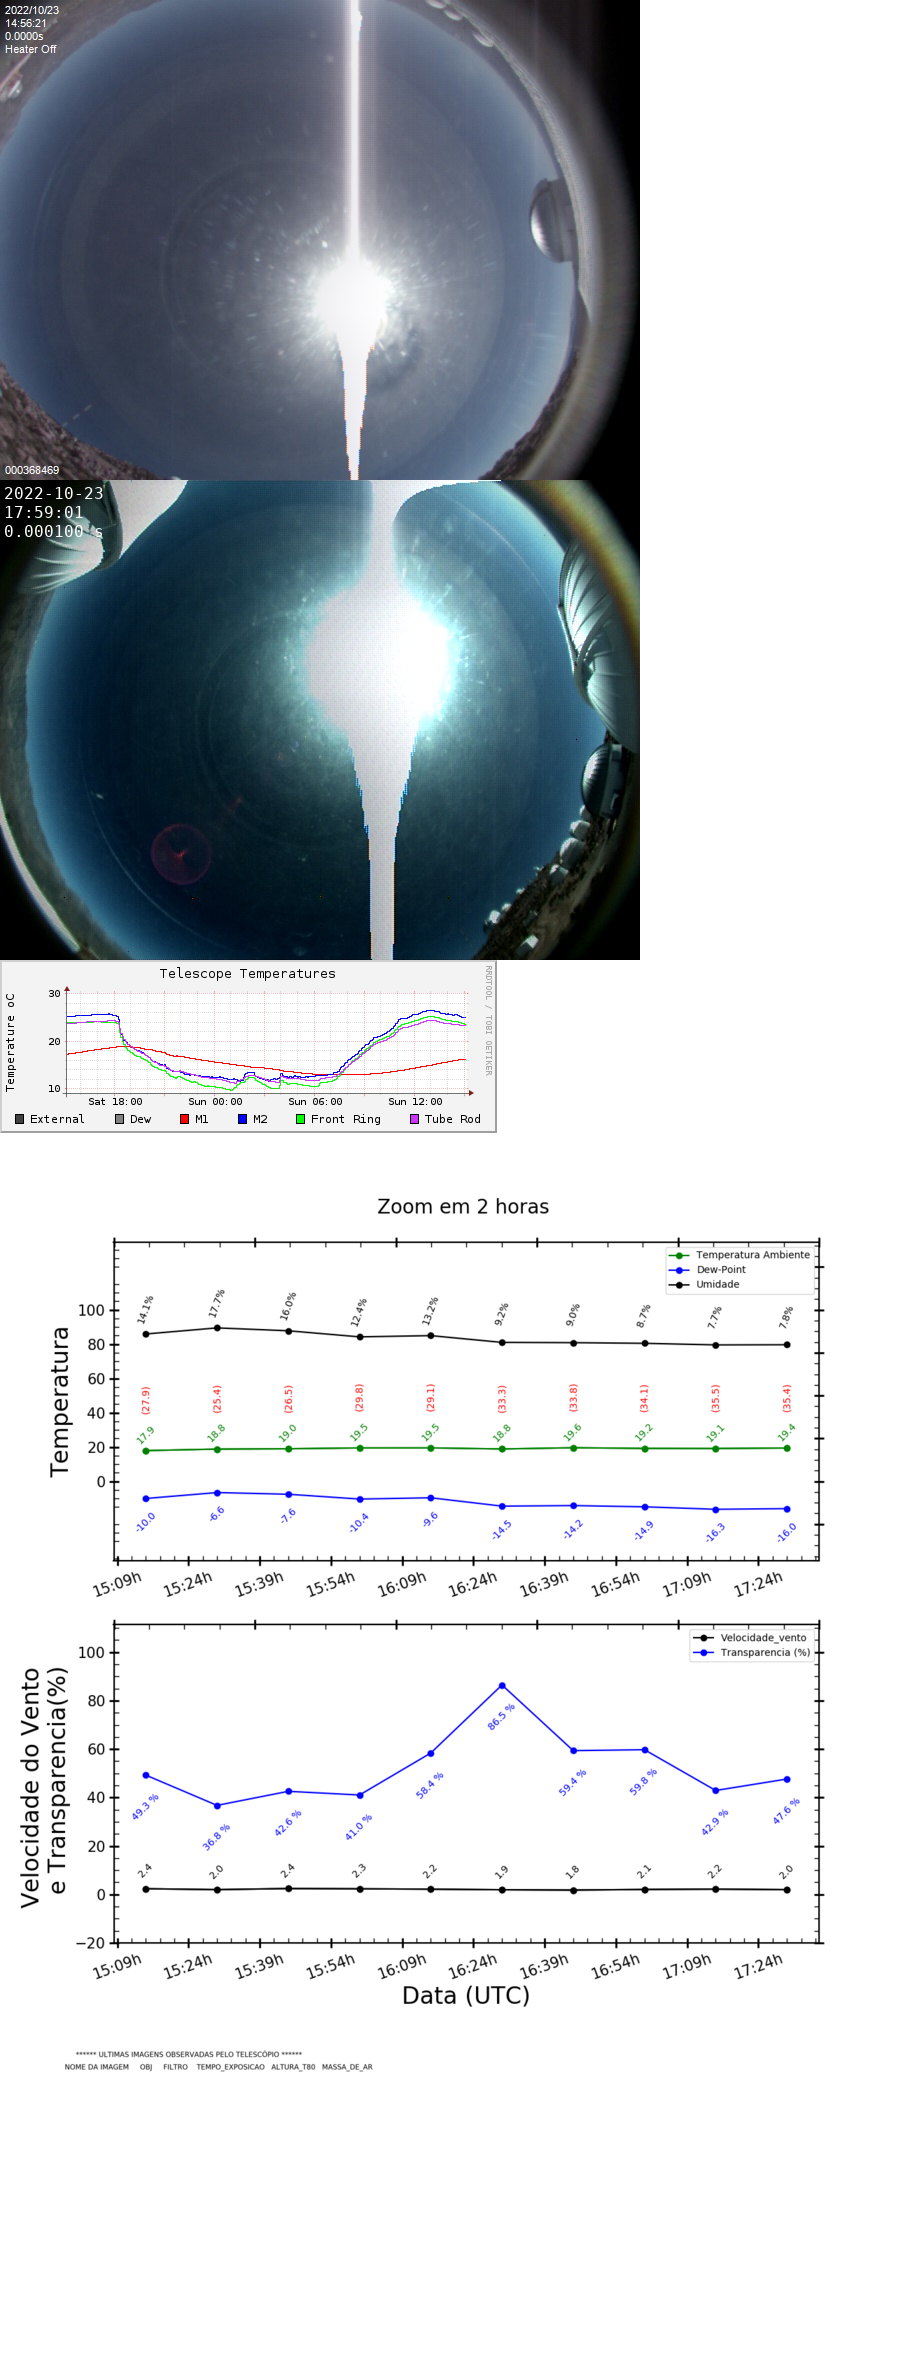 2022/10/23
14:56:21
0.0000s
Heater Off
000368469
2022-10-23
17:59:01
0.000100 s
Telescope Temperatures
RRDTOOL / TOBI OETIKER
Temperature oC
30
20
10
Sat 18:00 Sun 00:00 Sun 06:00 Sun 12:00
External Dew M1 M2 Front Ring Tube Rod
Zoom em 2 horas
Temperatura Ambiente
Dew-Point
Umidade
Temperatura
100
80
60
40
20
0
14.1% 17.7% 16.0% 12.4% 13.2% 9.2% 9.0% 8.7% 7.7% 7.8%
(27.9) (25.4) (26.5) (29.8) (29.1) (33.3) (33.8) (34.1) (35.5) (35.4)
17.9 18.8 19.0 19.5 19.5 18.8 19.6 19.2 19.1 19.4
-10.0 -6.6 -7.6 -10.4 -9.6 -14.5 -14.2 -14.9 -16.3 -16.0
15:09h 15:24h 15:39h 15:54h 16:09h 16:24h 16:39h 16:54h 17:09h 17:24h
Velocidade_vento
Transparencia (%)
Velocidade do Vento
e Transparencia(%)
100
80
60
40
20
0
−20
49.3 % 36.8 % 42.6 % 41.0 % 58.4 % 86.5 % 59.4 % 59.8 % 42.9 % 47.6 %
2.4 2.0 2.4 2.3 2.2 1.9 1.8 2.1 2.2 2.0
15:09h 15:24h 15:39h 15:54h 16:09h 16:24h 16:39h 16:54h 17:09h 17:24h
Data (UTC)
****** ULTIMAS IMAGENS OBSERVADAS PELO TELESCÓPIO ******
NOME DA IMAGEM OBJ FILTRO TEMPO_EXPOSICAO ALTURA_T80 MASSA_DE_AR